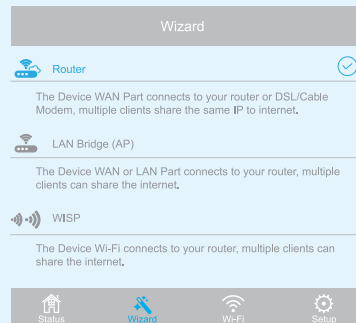 Wizard
Router
The Device WAN Part connects to your router or DSL/Cable
Modem, multiple clients share the same IP to internet.
LAN Bridge (AP)
The Device WAN or LAN Part connects to your router, multiple
clients can share the internet.
WISP
The Device Wi-Fi connects to your router, multiple clients can
share the internet.
Status Wizard Wi-Fi Setup